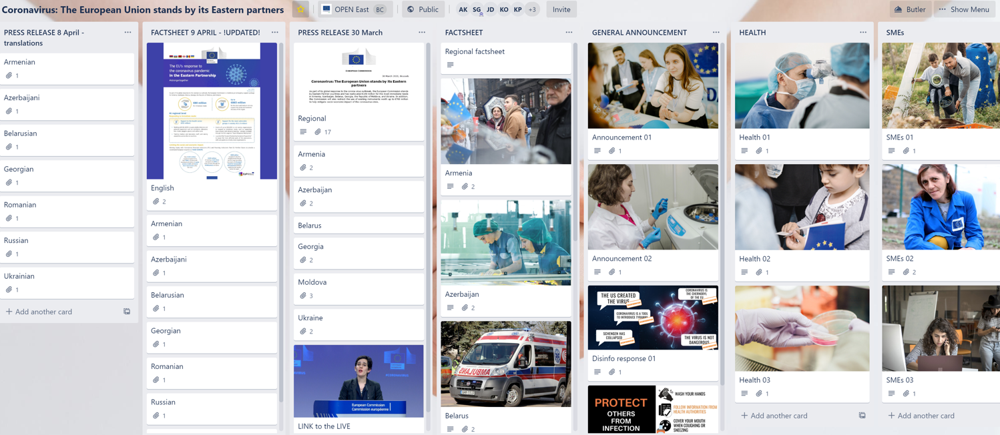 Coronavirus: The European Union stands by its Eastern partners
OPEN East
BC
Public
AK
SG
JD
KO
KP
+3
Invite
Butler
Show Menu
PRESS RELEASE 8 April -
translations
Armenian
1
Azerbaijani
1
Belarusian
1
Georgian
1
Romanian
1
Russian
1
Ukrainian
1
+ Add another card
FACTSHEET 9 APRIL - !UPDATED!
The EU's response to
the coronavirus pandemic
in the Eastern Partnership
English
2
Armenian
1
Azerbaijani
1
Belarusian
1
Georgian
1
Romanian
1
Russian
1
PRESS RELEASE 30 March
EUROPEAN COMMISSION
Coronavirus: The European Union stands by its Eastern
partners
Regional
17
Armenia
2
Azerbaijan
2
Belarus
Georgia
2
Moldova
3
Ukraine
2
European Commission
Commission européenne
LINK to the LIVE
FACTSHEET
Regional factsheet
Armenia
2
Azerbaijan
2
AMBULANS
Belarus
2
GENERAL ANNOUNCEMENT
Announcement 01
1
Announcement 02
1
THE US CREATED
THE VIRUS
CORONAVIRUS IS
THE CHERNOBYL
OF THE EU
CORONAVIRUS IS A TOOL
TO INTRODUCE TYRANNY
SCHENGEN HAS
COLLAPSED
THE VIRUS IS NOT
DANGEROUS
Disinfo response 01
1
PROTECT
OTHERS
FROM
INFECTION
WASH YOUR HANDS
FOLLOW INFORMATION FROM
HEALTH AUTHORITIES
COVER YOUR MOUTH
WHEN COUGHING OR
SNEEZING
HEALTH
Health 01
1
Health 02
1
Health 03
1
+ Add another card
SMEs
SMEs 01
1
SMEs 02
2
SMEs 03
1
+ Add another card